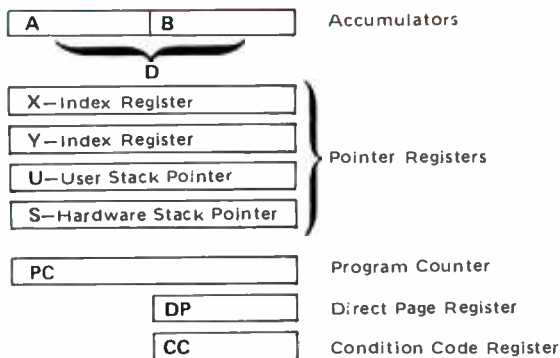 A B Accumulators
D
X—Index Register
Y—Index Register
U—User Stack Pointer
S—Hardware Stack Pointer
Pointer Registers
PC Program Counter
DP Direct Page Register
CC Condition Code Register